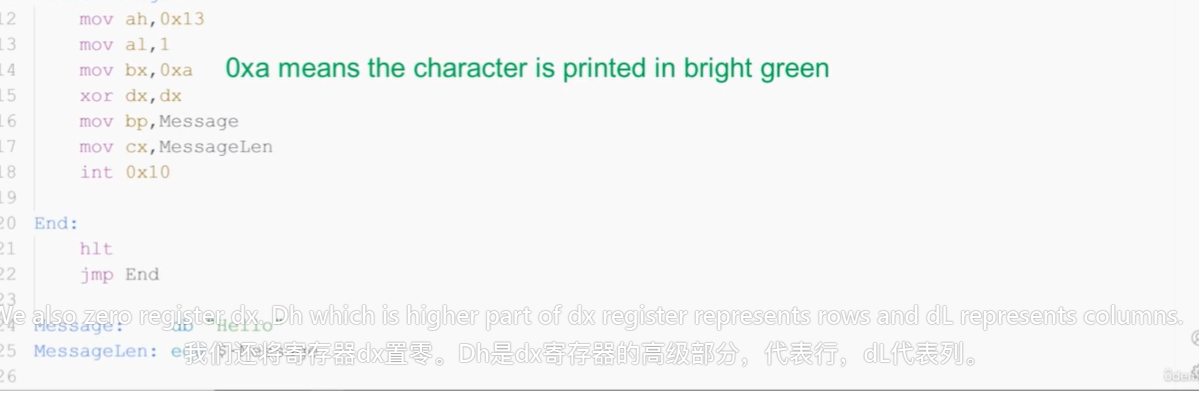 12 mov ah,0x13
13 mov al,1
14 mov bx,0xa 0xa means the character is printed in bright green
15 xor dx,dx
16 mov bp,Message
17 mov cx,MessageLen
18 int 0x10
19
20 End:
21 hlt
22 jmp End
23
We also zero register dx. Dh which is higher part of dx register represents rows and dL represents columns.
24 Message: db "Hello"
25 MessageLen: equ
我们还将寄存器dx置零。Dh是dx寄存器的高级部分，代表行，dL代表列。
26